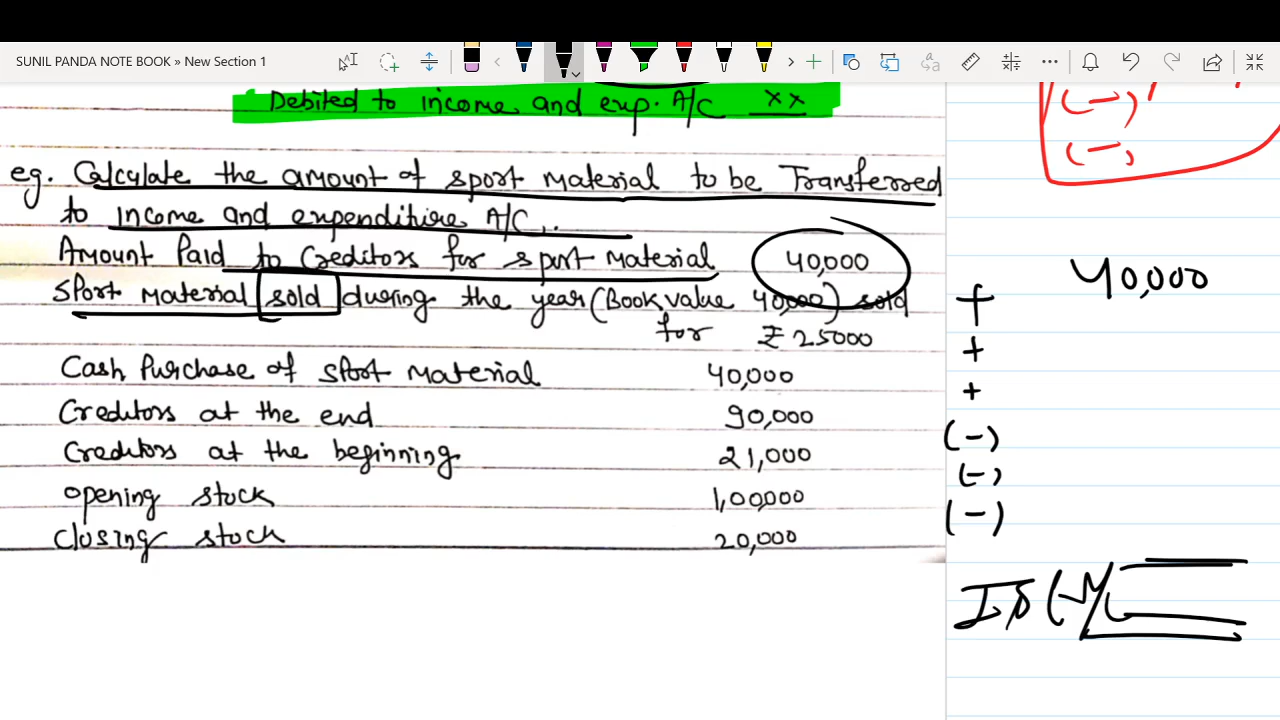 SUNIL PANDA NOTE BOOK » New Section 1
Debited to income and exp. A/C xx
(-)
(-)
eg. Calculate the amount of sport material to be Transferred
to income and expenditure A/C.
Amount Paid to Creditors for sport material 40,000
Sport material sold during the year (Book value 40,000) sold
for ₹ 25000
Cash Purchase of sport material 40,000
Creditors at the end 90,000
Creditors at the beginning 21,000
opening stock 1,00,000
closing stock 20,000
40,000
+
+
+
(-)
(-)
(-)